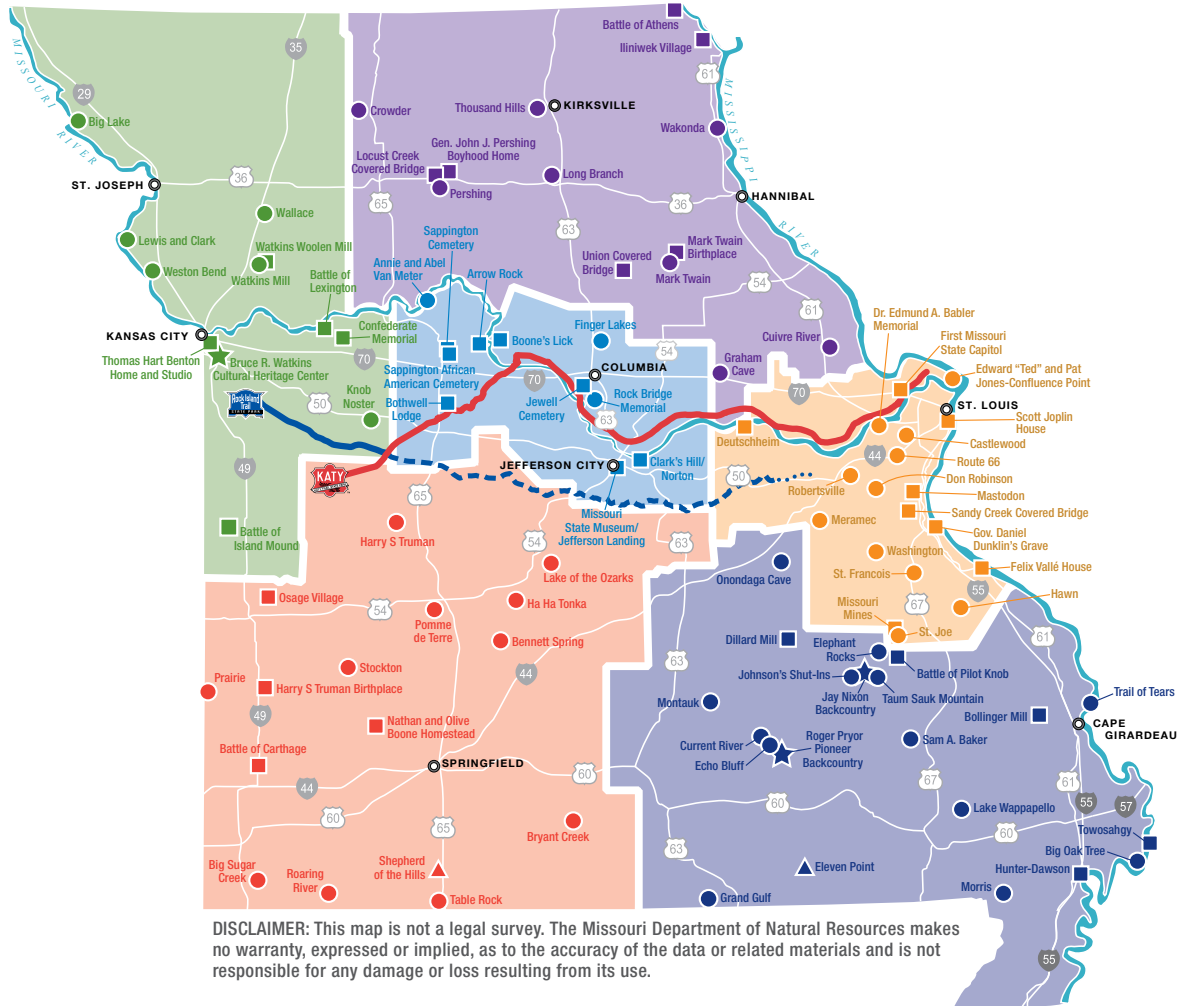 MISSOURI
RIVER
35
29
Big Lake
ST. JOSEPH
36
Wallace
Lewis and Clark
Weston Bend
Watkins Woolen Mill
Watkins Mill
Battle of
Lexington
KANSAS CITY
Thomas Hart Benton
Home and Studio
Bruce R. Watkins
Cultural Heritage Center
Confederate
Memorial
70
50
Knob
Noster
Rock Island
Trail
STATE PARK
49
Battle of
Island Mound
Battle of Athens
Iliniwek Village
61
MISSISSIPPI
RIVER
Crowder
Thousand Hills
KIRKSVILLE
Wakonda
Gen. John J. Pershing
Boyhood Home
Locust Creek
Covered Bridge
Pershing
Long Branch
65
36
HANNIBAL
63
Union Covered
Bridge
Mark Twain
Birthplace
Mark Twain
54
61
Cuivre River
Graham
Cave
Sappington
Cemetery
Annie and Abel
Van Meter
Arrow Rock
Boone's Lick
Finger Lakes
54
COLUMBIA
Sappington African
American Cemetery
70
Bothwell
Lodge
Jewell
Cemetery
Rock Bridge
Memorial
63
JEFFERSON CITY
Clark's Hill/
Norton
Missouri
State Museum/
Jefferson Landing
Dr. Edmund A. Babler
Memorial
First Missouri
State Capitol
Edward “Ted” and Pat
Jones-Confluence Point
70
ST. LOUIS
Scott Joplin
House
Castlewood
Deutschheim
44
Route 66
50
Robertsville
Don Robinson
Mastodon
Sandy Creek Covered Bridge
Meramec
Gov. Daniel
Dunklin's Grave
Washington
Felix Vallé House
St. Francois
55
Hawn
Missouri
Mines
67
St. Joe
KATY
65
Harry S Truman
54
63
Lake of the Ozarks
Osage Village
54
Pomme
de Terre
Ha Ha Tonka
Bennett Spring
Stockton
44
Prairie
Harry S Truman Birthplace
49
Nathan and Olive
Boone Homestead
Battle of Carthage
SPRINGFIELD
60
44
60
65
Bryant Creek
Big Sugar
Creek
Roaring
River
Shepherd
of the Hills
Table Rock
Onondaga Cave
Dillard Mill
Elephant
Rocks
61
63
Johnson's Shut-Ins
Battle of Pilot Knob
Jay Nixon
Backcountry
Taum Sauk Mountain
Trail of Tears
Montauk
Bollinger Mill
CAPE
GIRARDEAU
Current River
Echo Bluff
Roger Pryor
Pioneer
Backcountry
Sam A. Baker
67
61
55
57
60
Lake Wappapello
60
Towosahgy
Big Oak Tree
63
Eleven Point
Hunter-Dawson
Grand Gulf
Morris
55
DISCLAIMER: This map is not a legal survey. The Missouri Department of Natural Resources makes
no warranty, expressed or implied, as to the accuracy of the data or related materials and is not
responsible for any damage or loss resulting from its use.